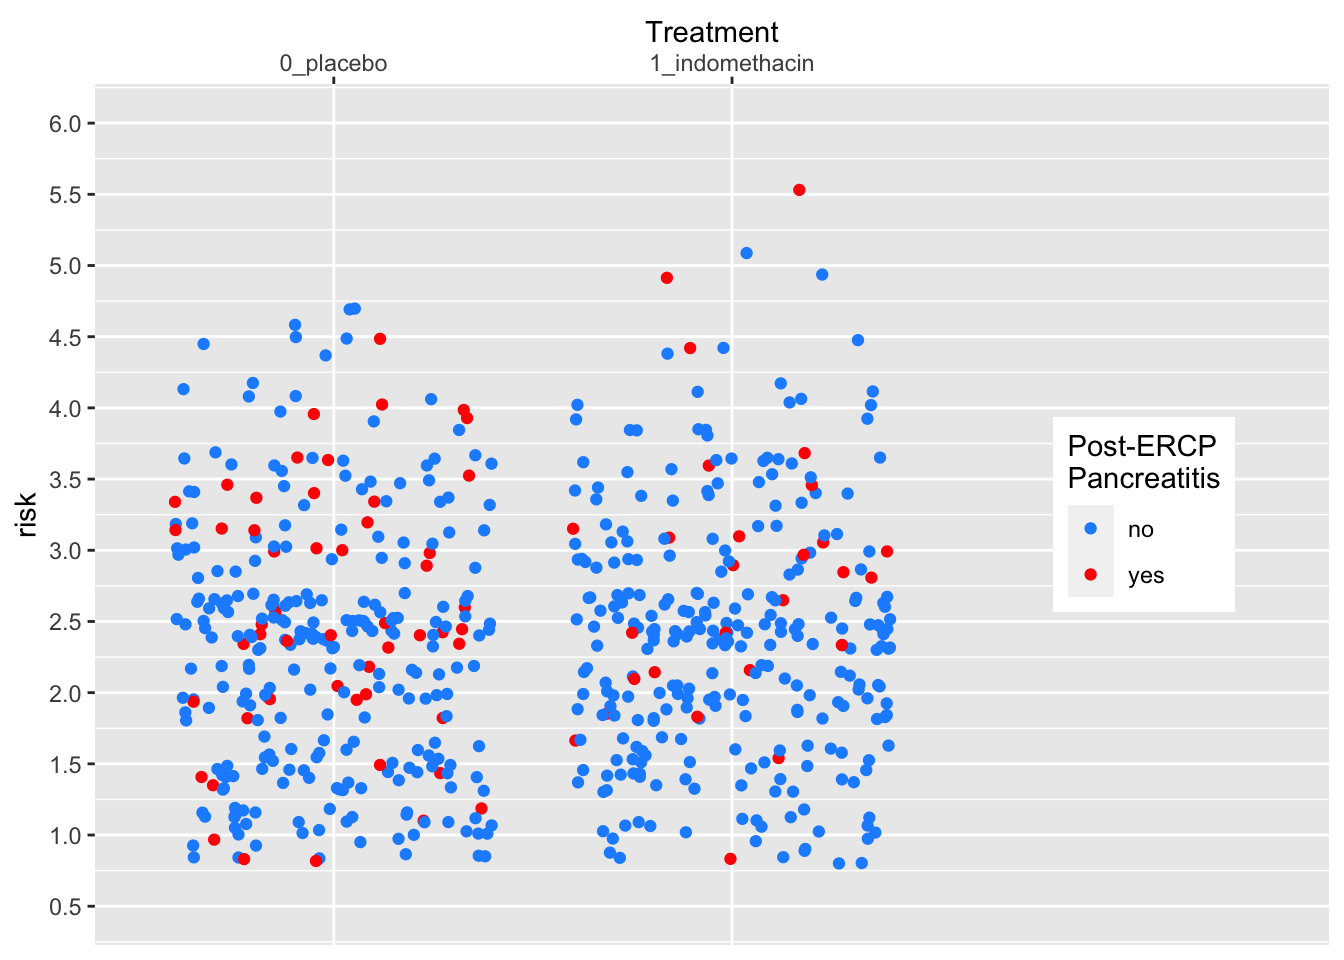 Treatment
0_placebo 1_indomethacin
6.0
5.5
5.0
4.5
4.0
3.5
3.0
2.5
2.0
1.5
1.0
0.5
risk
Post-ERCP
Pancreatitis
no
yes